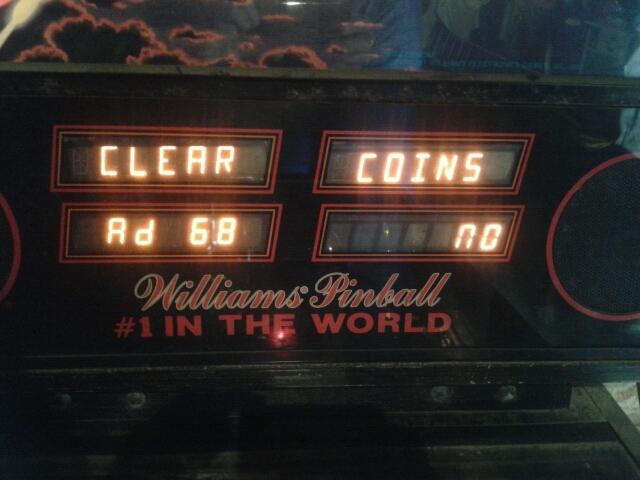 CLEAR COINS
Ad 68 no
Williams Pinball
#1 IN THE WORLD